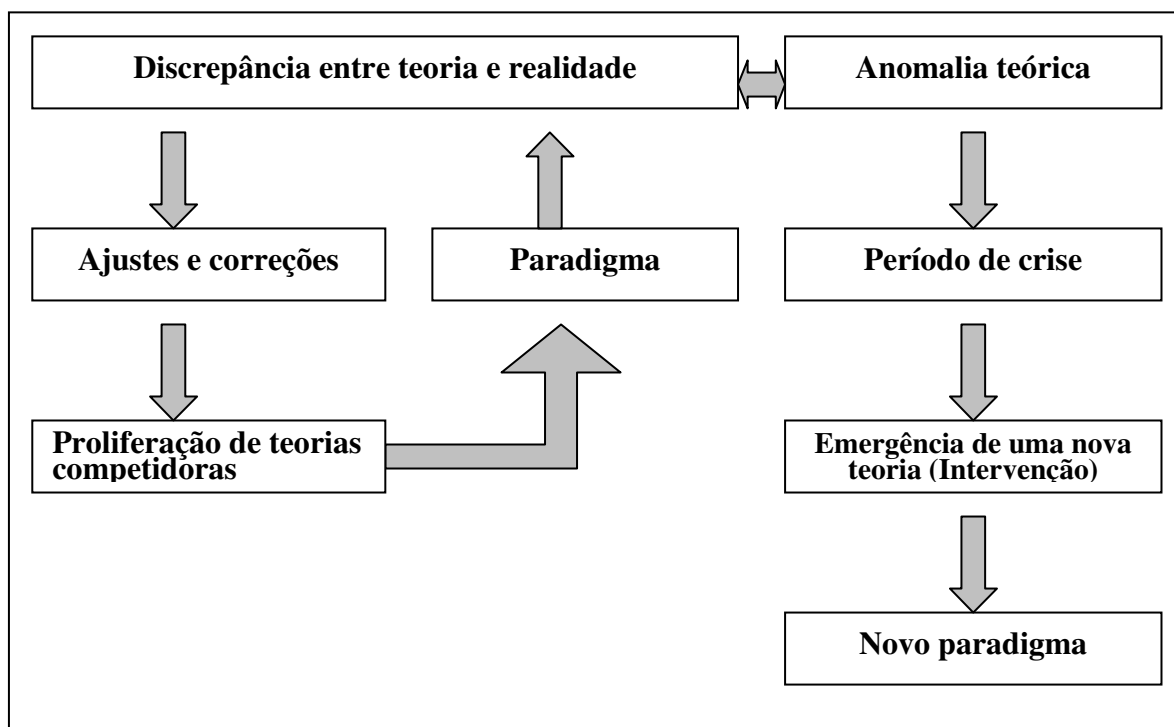 Discrepância entre teoria e realidade
Anomalia teórica
Ajustes e correções
Paradigma
Período de crise
Proliferação de teorias
competidoras
Emergência de uma nova
teoria (Intervenção)
Novo paradigma